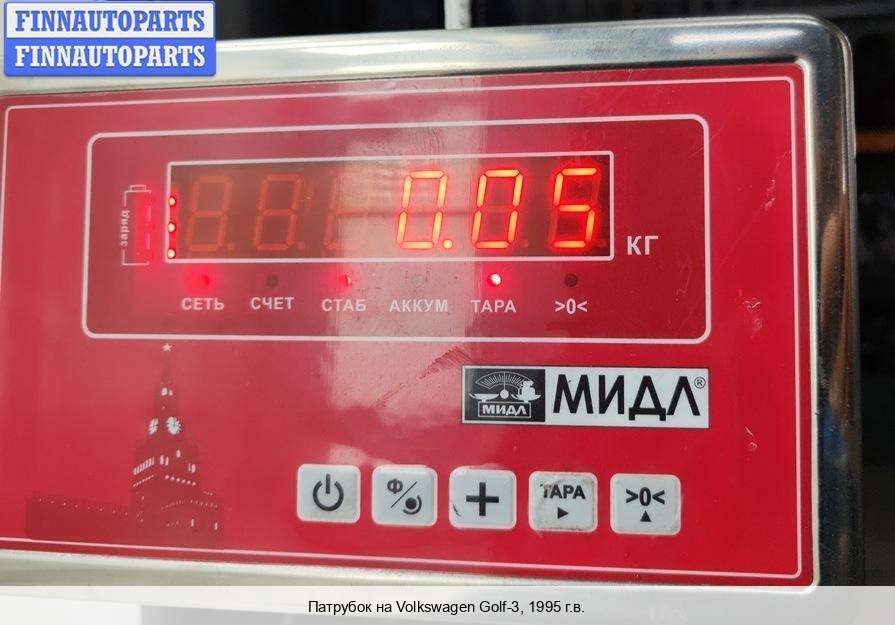 FINNAUTOPARTS
FINNAUTOPARTS
заряд
0.05 КГ
СЕТЬ СЧЕТ СТАБ АККУМ ТАРА >0<
МИДЛ МИДЛ®
Ф ТАРА >0<
Патрубок на Volkswagen Golf-3, 1995 г.в.